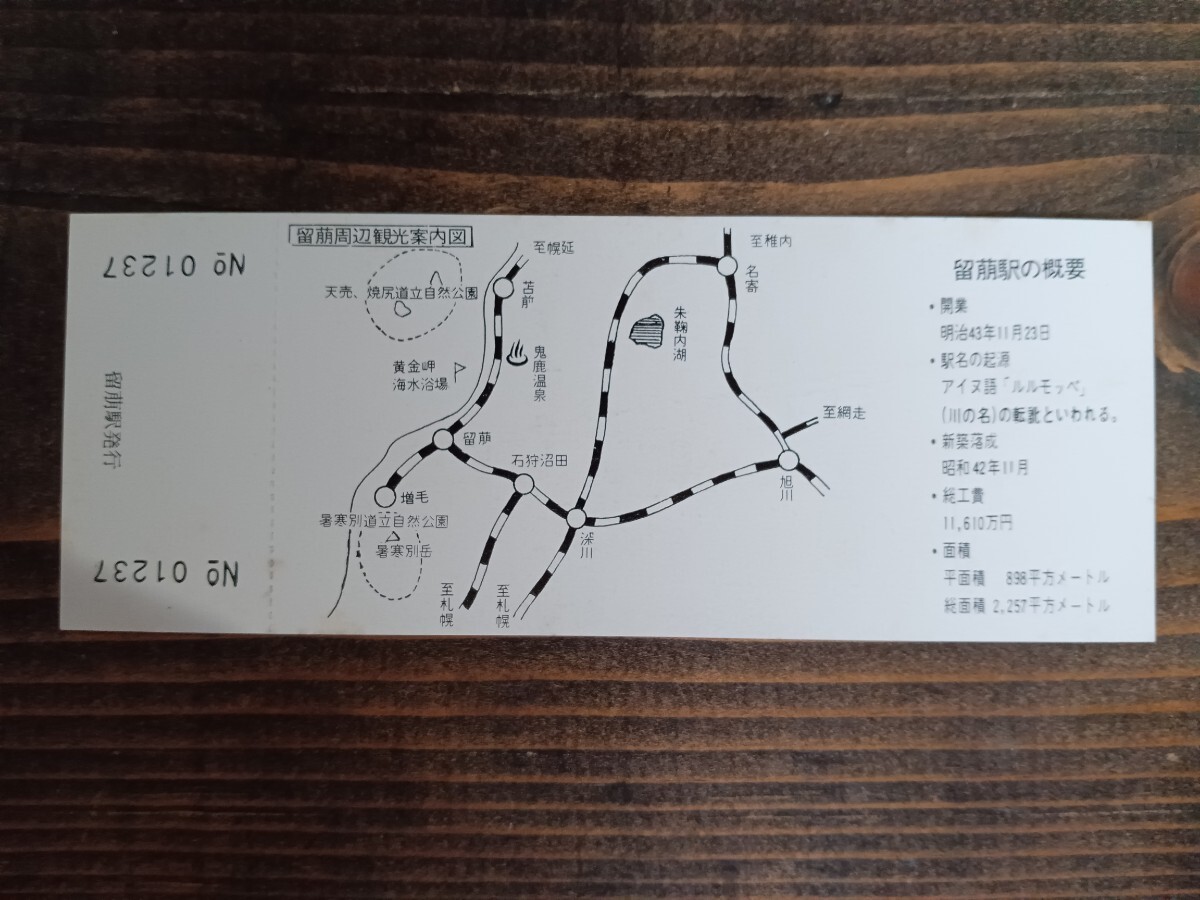 № 01237
留萠駅発行
№ 01237
留萠周辺観光案内図
至幌延
苫前
天売、焼尻道立自然公園
鬼鹿温泉
黄金岬
海水浴場
留萠
増毛
暑寒別道立自然公園
暑寒別岳
石狩沼田
至札幌
至札幌
深川
朱鞠内湖
至稚内
名寄
至網走
旭川
留萠駅の概要
・開業
明治43年11月23日
・駅名の起源
アイヌ語「ルルモッペ」
(川の名)の転訛といわれる。
・新築落成
昭和42年11月
・総工費
11,610万円
・面積
平面積 898平方メートル
総面積 2,257平方メートル